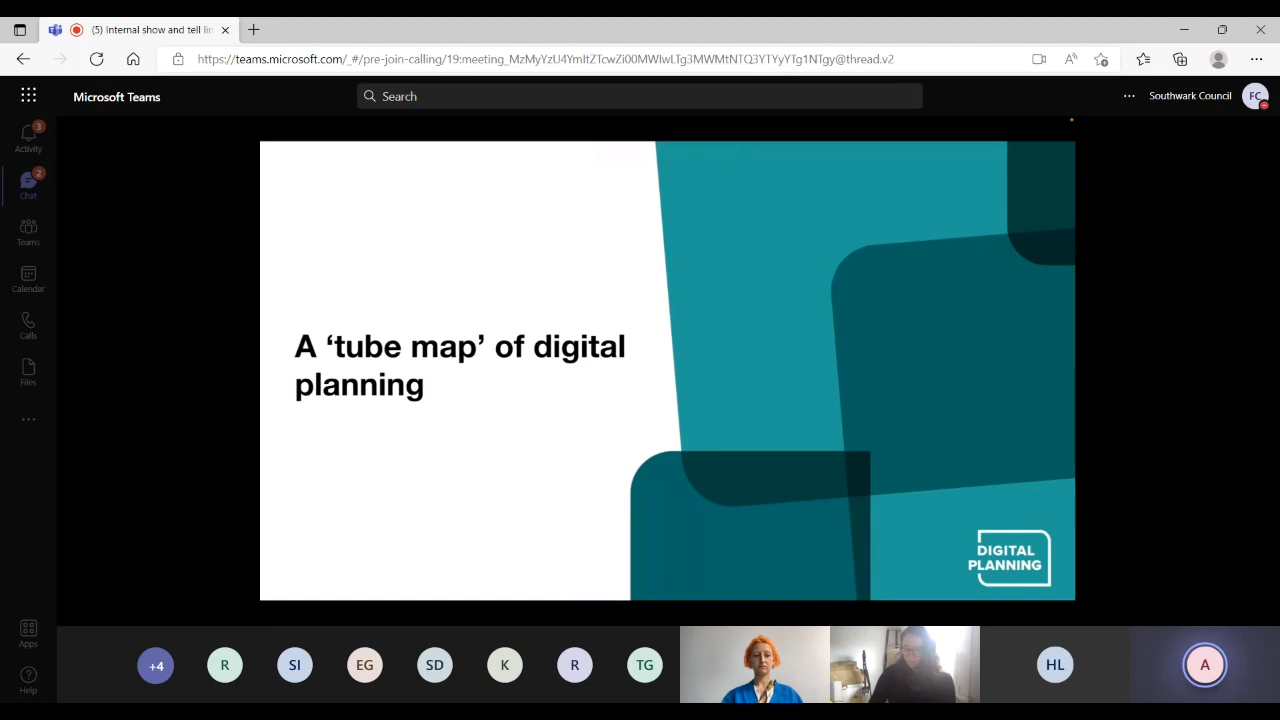 (5) Internal show and tell lin
https://teams.microsoft.com/_#/pre-join-calling/19:meeting_MzMyYzU4YmItZTcwZi00MWIwLTg3MWMtNTQ3YTYyYTg1NTgy@thread.v2
Microsoft Teams
Search
Southwark Council
FC
3
Activity
2
Chat
Teams
Calendar
Calls
Files
Apps
Help
A ‘tube map’ of digital
planning
DIGITAL
PLANNING
+4
R
SI
EG
SD
K
R
TG
HL
A